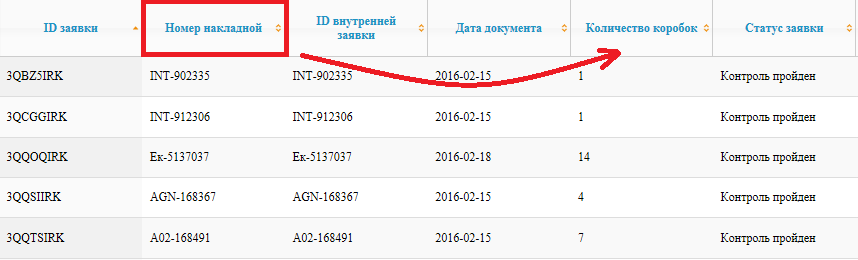 ID заявки Номер накладной ID внутренней заявки Дата документа Количество коробок Статус заявки
3QBZ5IRK INT-902335 INT-902335 2016-02-15 1 Контроль пройден
3QCGGIRK INT-912306 INT-912306 2016-02-15 1 Контроль пройден
3QQOQIRK Ек-5137037 Ек-5137037 2016-02-18 14 Контроль пройден
3QQSIIRK AGN-168367 AGN-168367 2016-02-15 4 Контроль пройден
3QQTSIRK A02-168491 A02-168491 2016-02-15 7 Контроль пройден